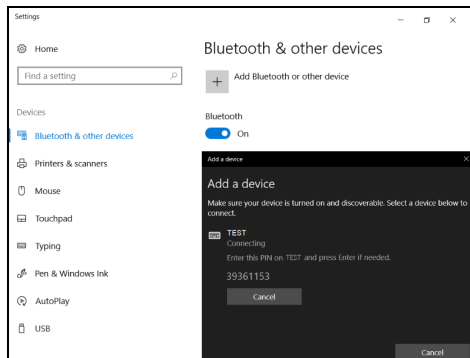 Settings
Home
Find a setting
Devices
Bluetooth & other devices
Printers & scanners
Mouse
Touchpad
Typing
Pen & Windows Ink
AutoPlay
USB
Bluetooth & other devices
Add Bluetooth or other device
Bluetooth
On
Add a device
Add a device
Make sure your device is turned on and discoverable. Select a device below to
connect.
TEST
Connecting
Enter this PIN on TEST and press Enter if needed.
39361153
Cancel
Cancel